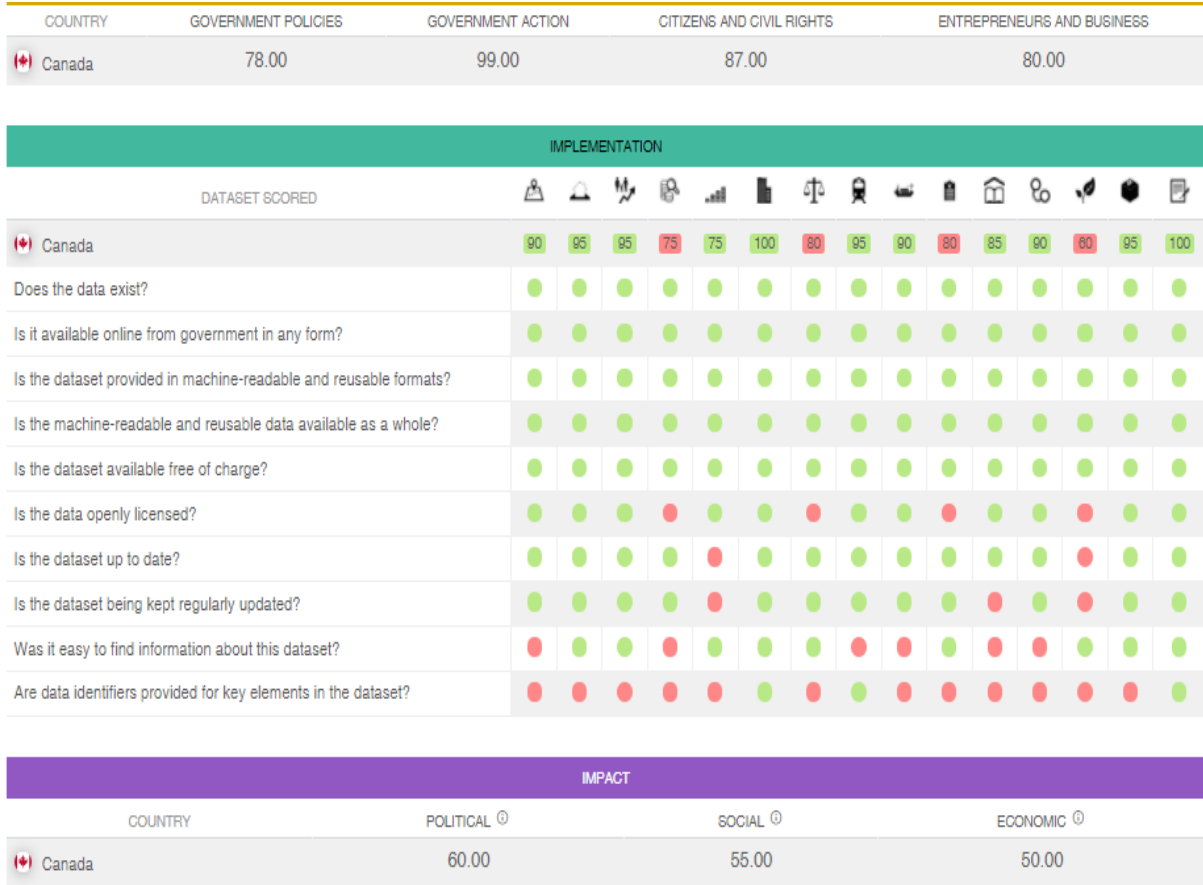 COUNTRY GOVERNMENT POLICIES GOVERNMENT ACTION CITIZENS AND CIVIL RIGHTS ENTREPRENEURS AND BUSINESS
Canada 78.00 99.00 87.00 80.00
IMPLEMENTATION
DATASET SCORED
Canada 90 95 95 75 75 100 80 95 90 80 85 90 60 95 100
Does the data exist?
Is it available online from government in any form?
Is the dataset provided in machine-readable and reusable formats?
Is the machine-readable and reusable data available as a whole?
Is the dataset available free of charge?
Is the data openly licensed?
Is the dataset up to date?
Is the dataset being kept regularly updated?
Was it easy to find information about this dataset?
Are data identifiers provided for key elements in the dataset?
IMPACT
COUNTRY POLITICAL SOCIAL ECONOMIC
Canada 60.00 55.00 50.00